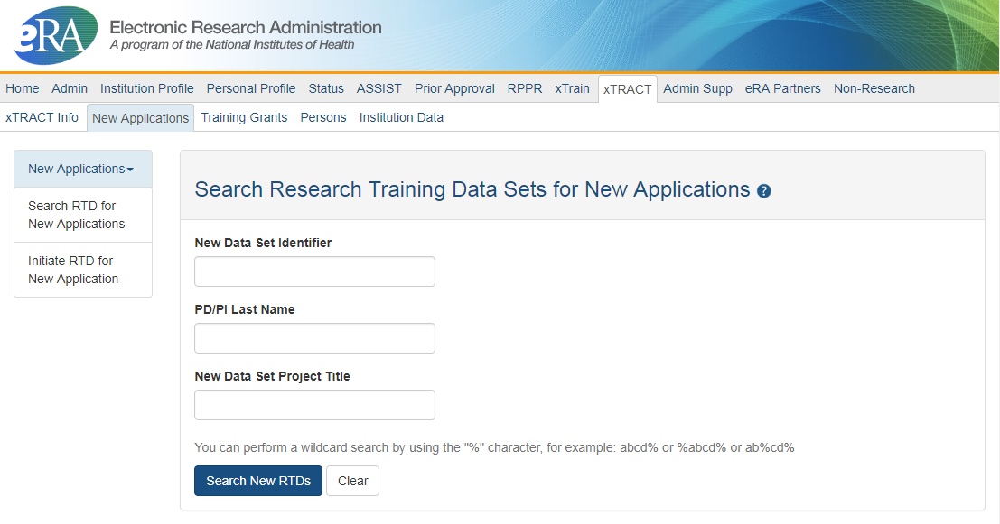 eRA
Electronic Research Administration
A program of the National Institutes of Health
Home Admin Institution Profile Personal Profile Status ASSIST Prior Approval RPPR xTrain xTRACT Admin Supp eRA Partners Non-Research
xTRACT Info New Applications Training Grants Persons Institution Data
New Applications
Search RTD for
New Applications
Initiate RTD for
New Application
Search Research Training Data Sets for New Applications ?
New Data Set Identifier
PD/PI Last Name
New Data Set Project Title
You can perform a wildcard search by using the "%" character, for example: abcd% or %abcd% or ab%cd%
Search New RTDs Clear